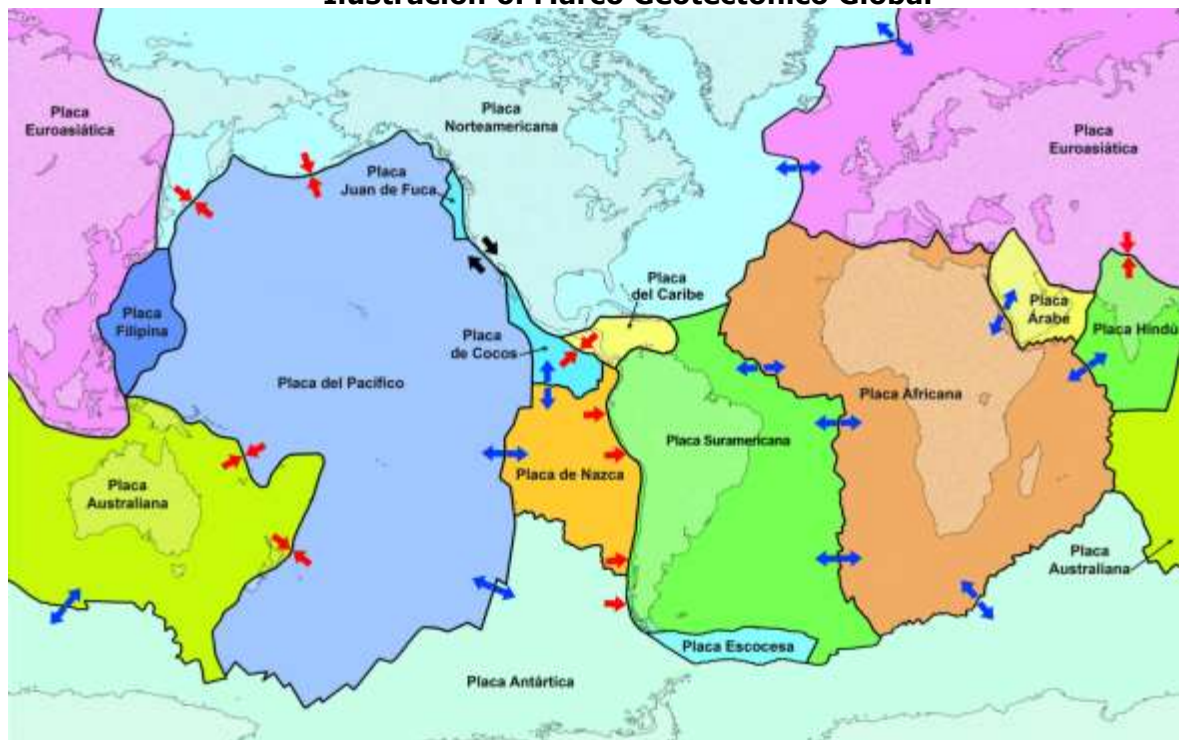 Ilustración 6. Marco Geotectónico Global
Placa
Euroasiática
Placa
Norteamericana
Placa
Euroasiática
Placa
Juan de Fuca
Placa
del Caribe
Placa
Filipina
Placa
de Cocos
Placa
Árabe
Placa Hindú
Placa del Pacífico
Placa Africana
Placa Suramericana
Placa de Nazca
Placa
Australiana
Placa
Australiana
Placa Escocesa
Placa Antártica